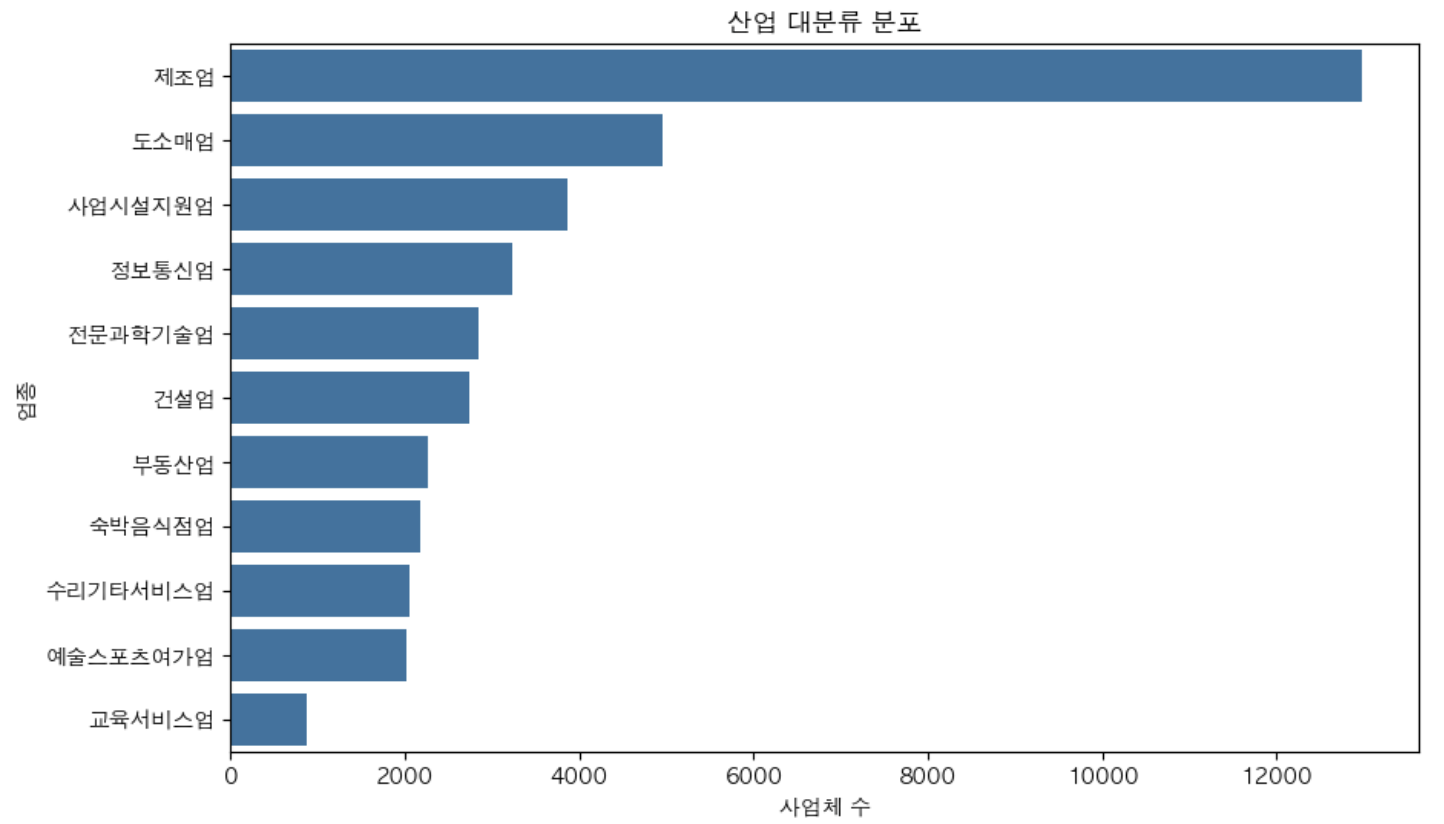 산업 대분류 분포
제조업
도소매업
사업시설지원업
정보통신업
전문과학기술업
건설업
부동산업
숙박음식점업
수리기타서비스업
예술스포츠여가업
교육서비스업
업종
0 2000 4000 6000 8000 10000 12000
사업체 수